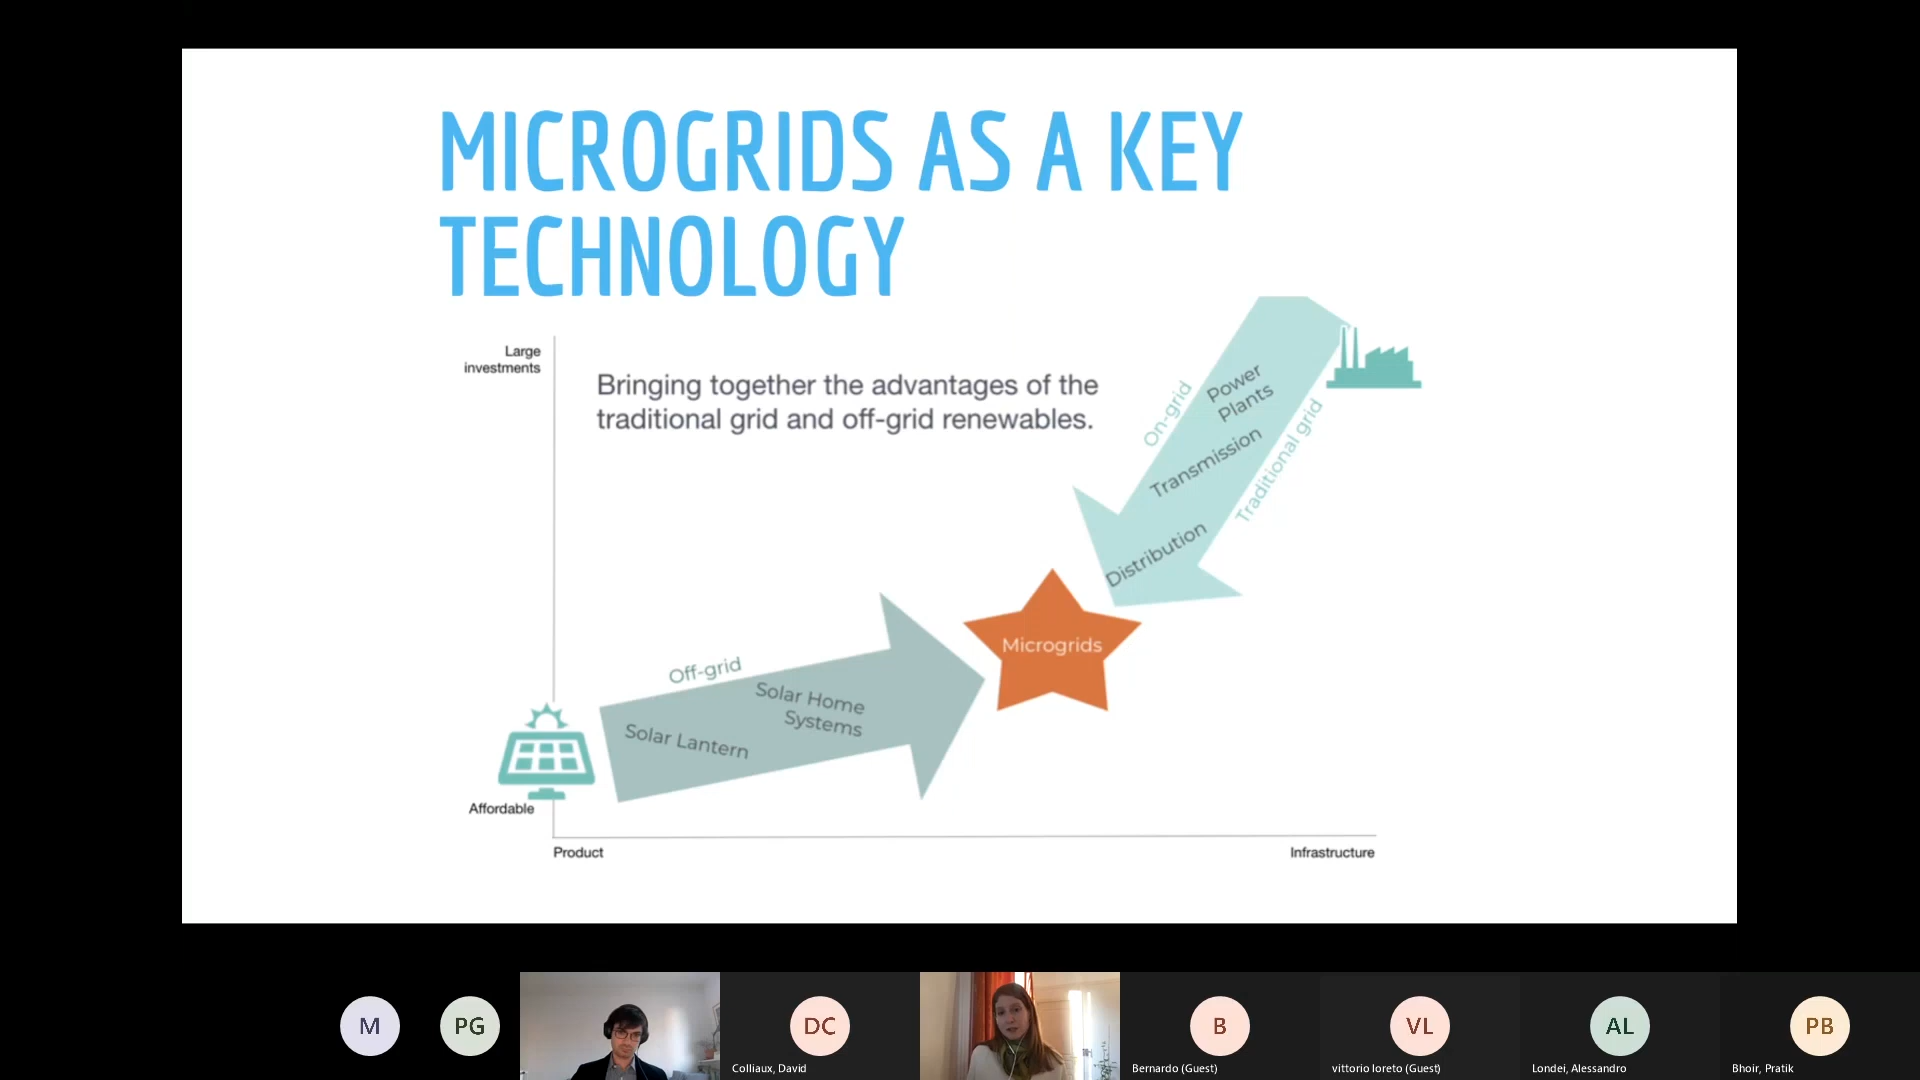 MICROGRIDS AS A KEY
TECHNOLOGY
Large
investments
Bringing together the advantages of the
traditional grid and off-grid renewables.
On-grid
Power
Plants
Transmission
Distribution
Traditional grid
Microgrids
Off-grid
Solar Home
Systems
Solar Lantern
Affordable
Product
Infrastructure
M
PG
DC
Colliaux, David
B
Bernardo (Guest)
VL
vittorio loreto (Guest)
AL
Londei, Alessandro
PB
Bhoir, Pratik